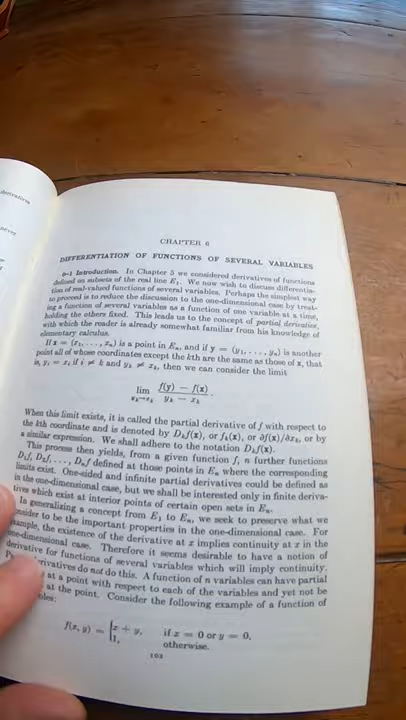 derivatives
never
CHAPTER 6
DIFFERENTIATION OF FUNCTIONS OF SEVERAL VARIABLES
6-1 Introduction. In Chapter 5 we considered derivatives of functions
defined on subsets of the real line E₁. We now wish to discuss differentia-
tion of real-valued functions of several variables. Perhaps the simplest way
to proceed is to reduce the discussion to the one-dimensional case by treat-
ing a function of several variables as a function of one variable at a time,
holding the others fixed. This leads us to the concept of partial derivative,
with which the reader is already somewhat familiar from his knowledge of
elementary calculus.
If x = (x₁, . . . , xₙ) is a point in Eₙ, and if y = (y₁, . . . , yₙ) is another
point all of whose coordinates except the kth are the same as those of x, that
is, yᵢ = xᵢ if i ≠ k and yₖ ≠ xₖ, then we can consider the limit
lim yₖ→xₖ (f(y) − f(x))/(yₖ − xₖ).
When this limit exists, it is called the partial derivative of f with respect to
the kth coordinate and is denoted by Dₖf(x), or fₖ(x), or ∂f(x)/∂xₖ, or by
a similar expression. We shall adhere to the notation Dₖf(x).
This process then yields, from a given function f, n further functions
D₁f, D₂f, . . . , Dₙf defined at those points in Eₙ where the corresponding
limits exist. One-sided and infinite partial derivatives could be defined as
in the one-dimensional case, but we shall be interested only in finite deriva-
tives which exist at interior points of certain open sets in Eₙ.
In generalizing a concept from E₁ to Eₙ, we seek to preserve what we
consider to be the important properties in the one-dimensional case. For
example, the existence of the derivative at x implies continuity at x in the
one-dimensional case. Therefore it seems desirable to have a notion of
derivative for functions of several variables which will imply continuity.
derivatives do not do this. A function of n variables can have partial
at a point with respect to each of the variables and yet not be
at the point. Consider the following example of a function of
f(x, y) = { x + y, if x = 0 or y = 0,
1, otherwise.
103